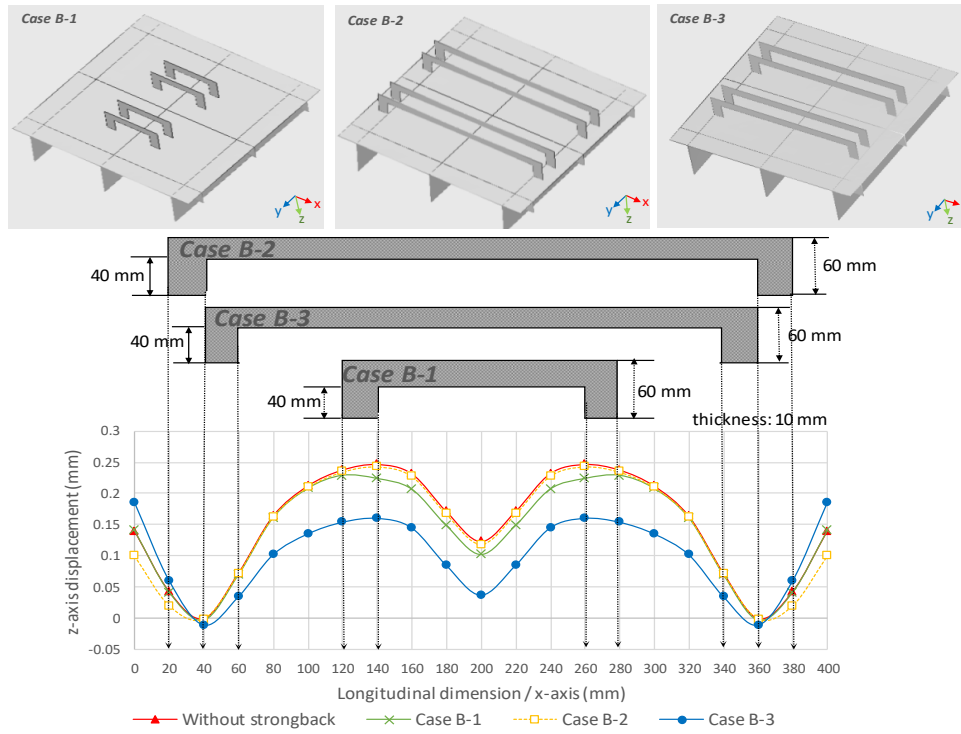 Case B-1
Case B-2
Case B-3
y
x
z
y
x
z
y
z
Case B-2
40 mm
60 mm
Case B-3
40 mm
60 mm
Case B-1
40 mm
60 mm
thickness: 10 mm
z-axis displacement (mm)
0.3
0.25
0.2
0.15
0.1
0.05
0
-0.05
0 20 40 60 80 100 120 140 160 180 200 220 240 260 280 300 320 340 360 380 400
Longitudinal dimension / x-axis (mm)
Without strongback Case B-1 Case B-2 Case B-3